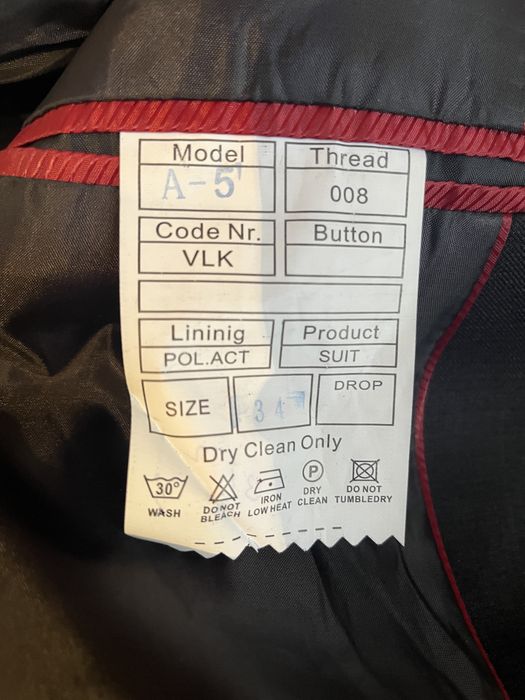 Model Thread
A-5 008
Code Nr. Button
VLK
Lininig Product
POL.ACT SUIT
SIZE 34 DROP
Dry Clean Only
30°
WASH
DO NOT
BLEACH
IRON
LOW HEAT
P
DRY
CLEAN
DO NOT
TUMBLEDRY